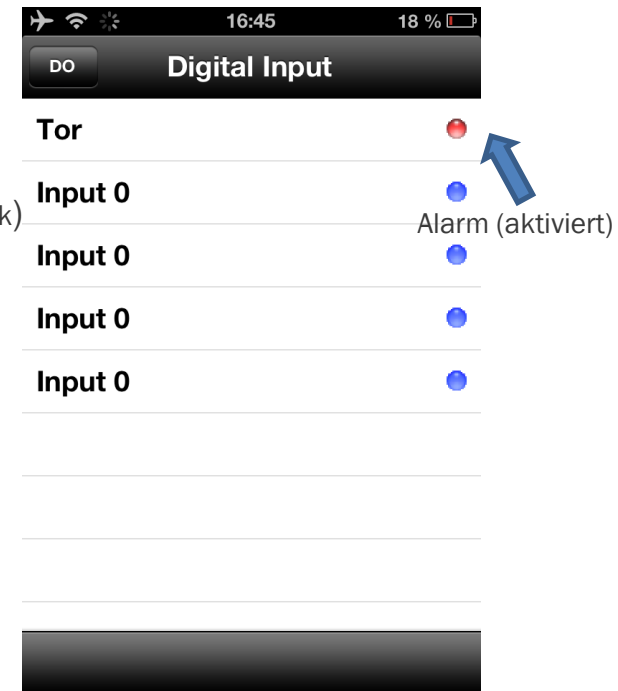 16:45 18 %
DO Digital Input
Tor
Input 0
k)
Alarm (aktiviert)
Input 0
Input 0
Input 0